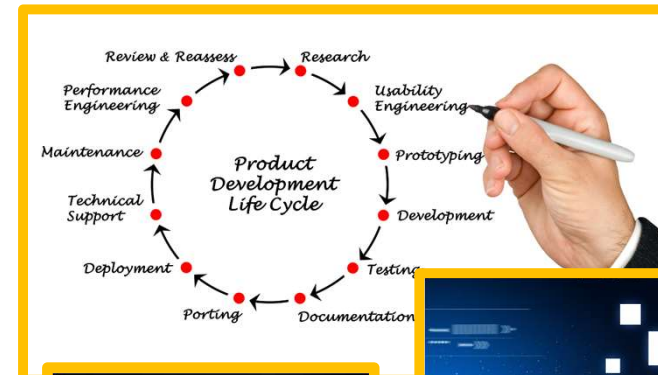 Review & Reassess
Research
Performance
Engineering
Usability
Engineering
Maintenance
Prototyping
Product
Development
Life Cycle
Technical
Support
Development
Deployment
Testing
Porting
Documentation